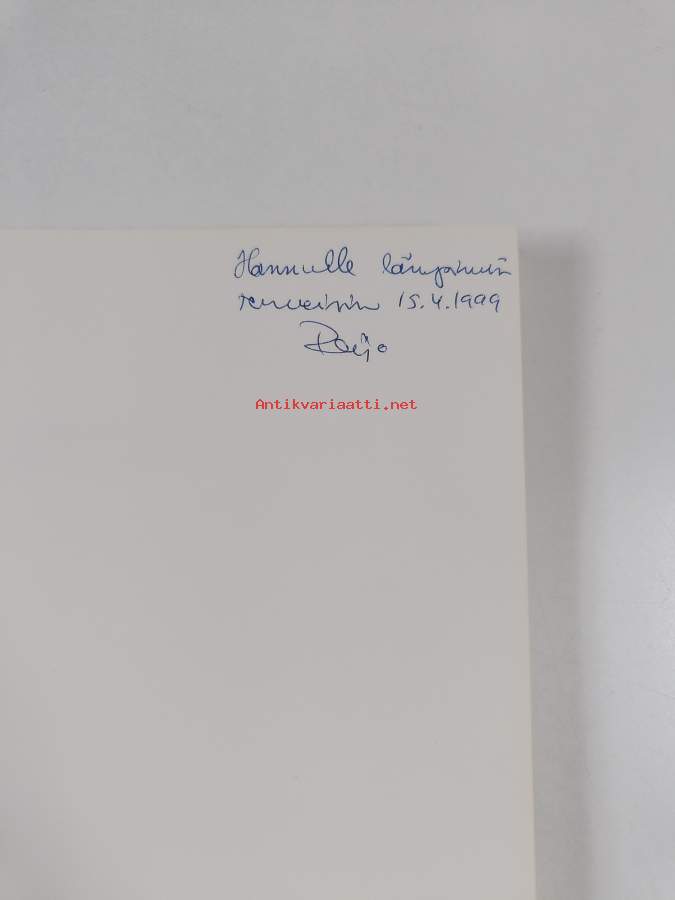 Hannulle lämpimin
terveisin 15.4.1999
Reijo
Antikvariaatti.net